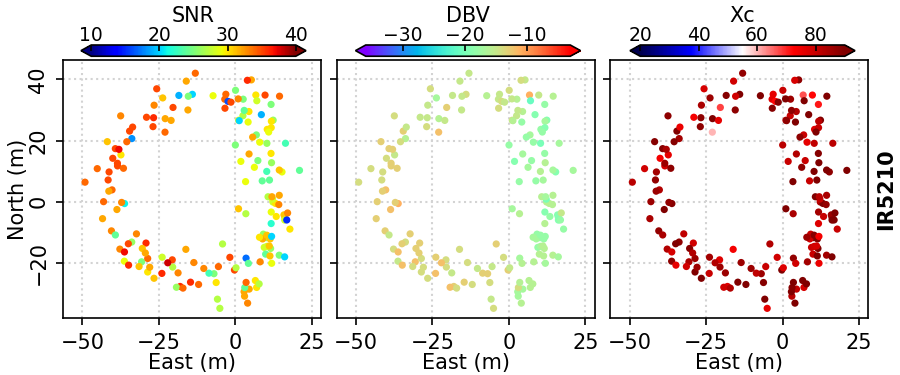 SNR DBV Xc
10 20 30 40 −30 −20 −10 20 40 60 80
40
20
0
−20
North (m)
IR5210
−50 −25 0 25 −50 −25 0 25 −50 −25 0 25
East (m) East (m) East (m)